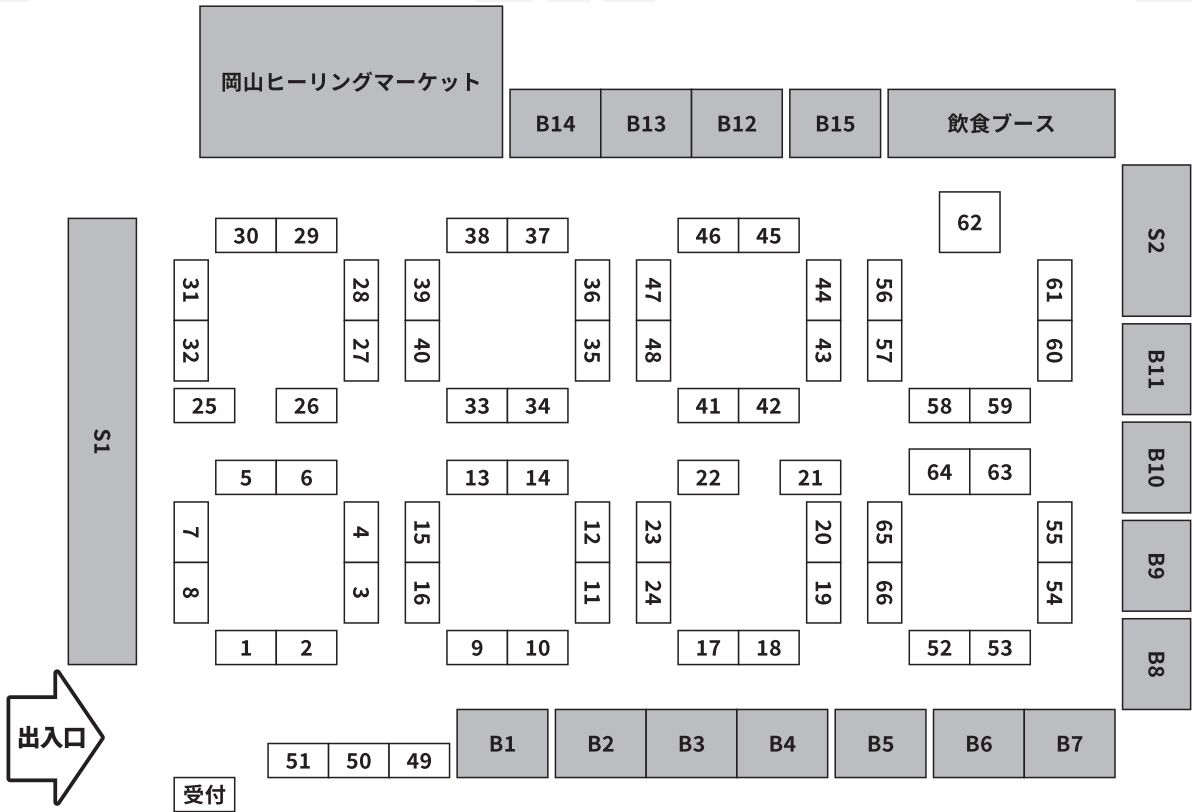 岡山ヒーリングマーケット
B14 B13 B12 B15 飲食ブース
S2
B11
B10
B9
B8
S1
30 29 38 37 46 45 62
31 28 39 36 47 44 56 61
32 27 40 35 48 43 57 60
25 26 33 34 41 42 58 59
5 6 13 14 22 21 64 63
7 4 15 12 23 20 65 55
8 3 16 11 24 19 66 54
1 2 9 10 17 18 52 53
出入口
51 50 49 B1 B2 B3 B4 B5 B6 B7
受付